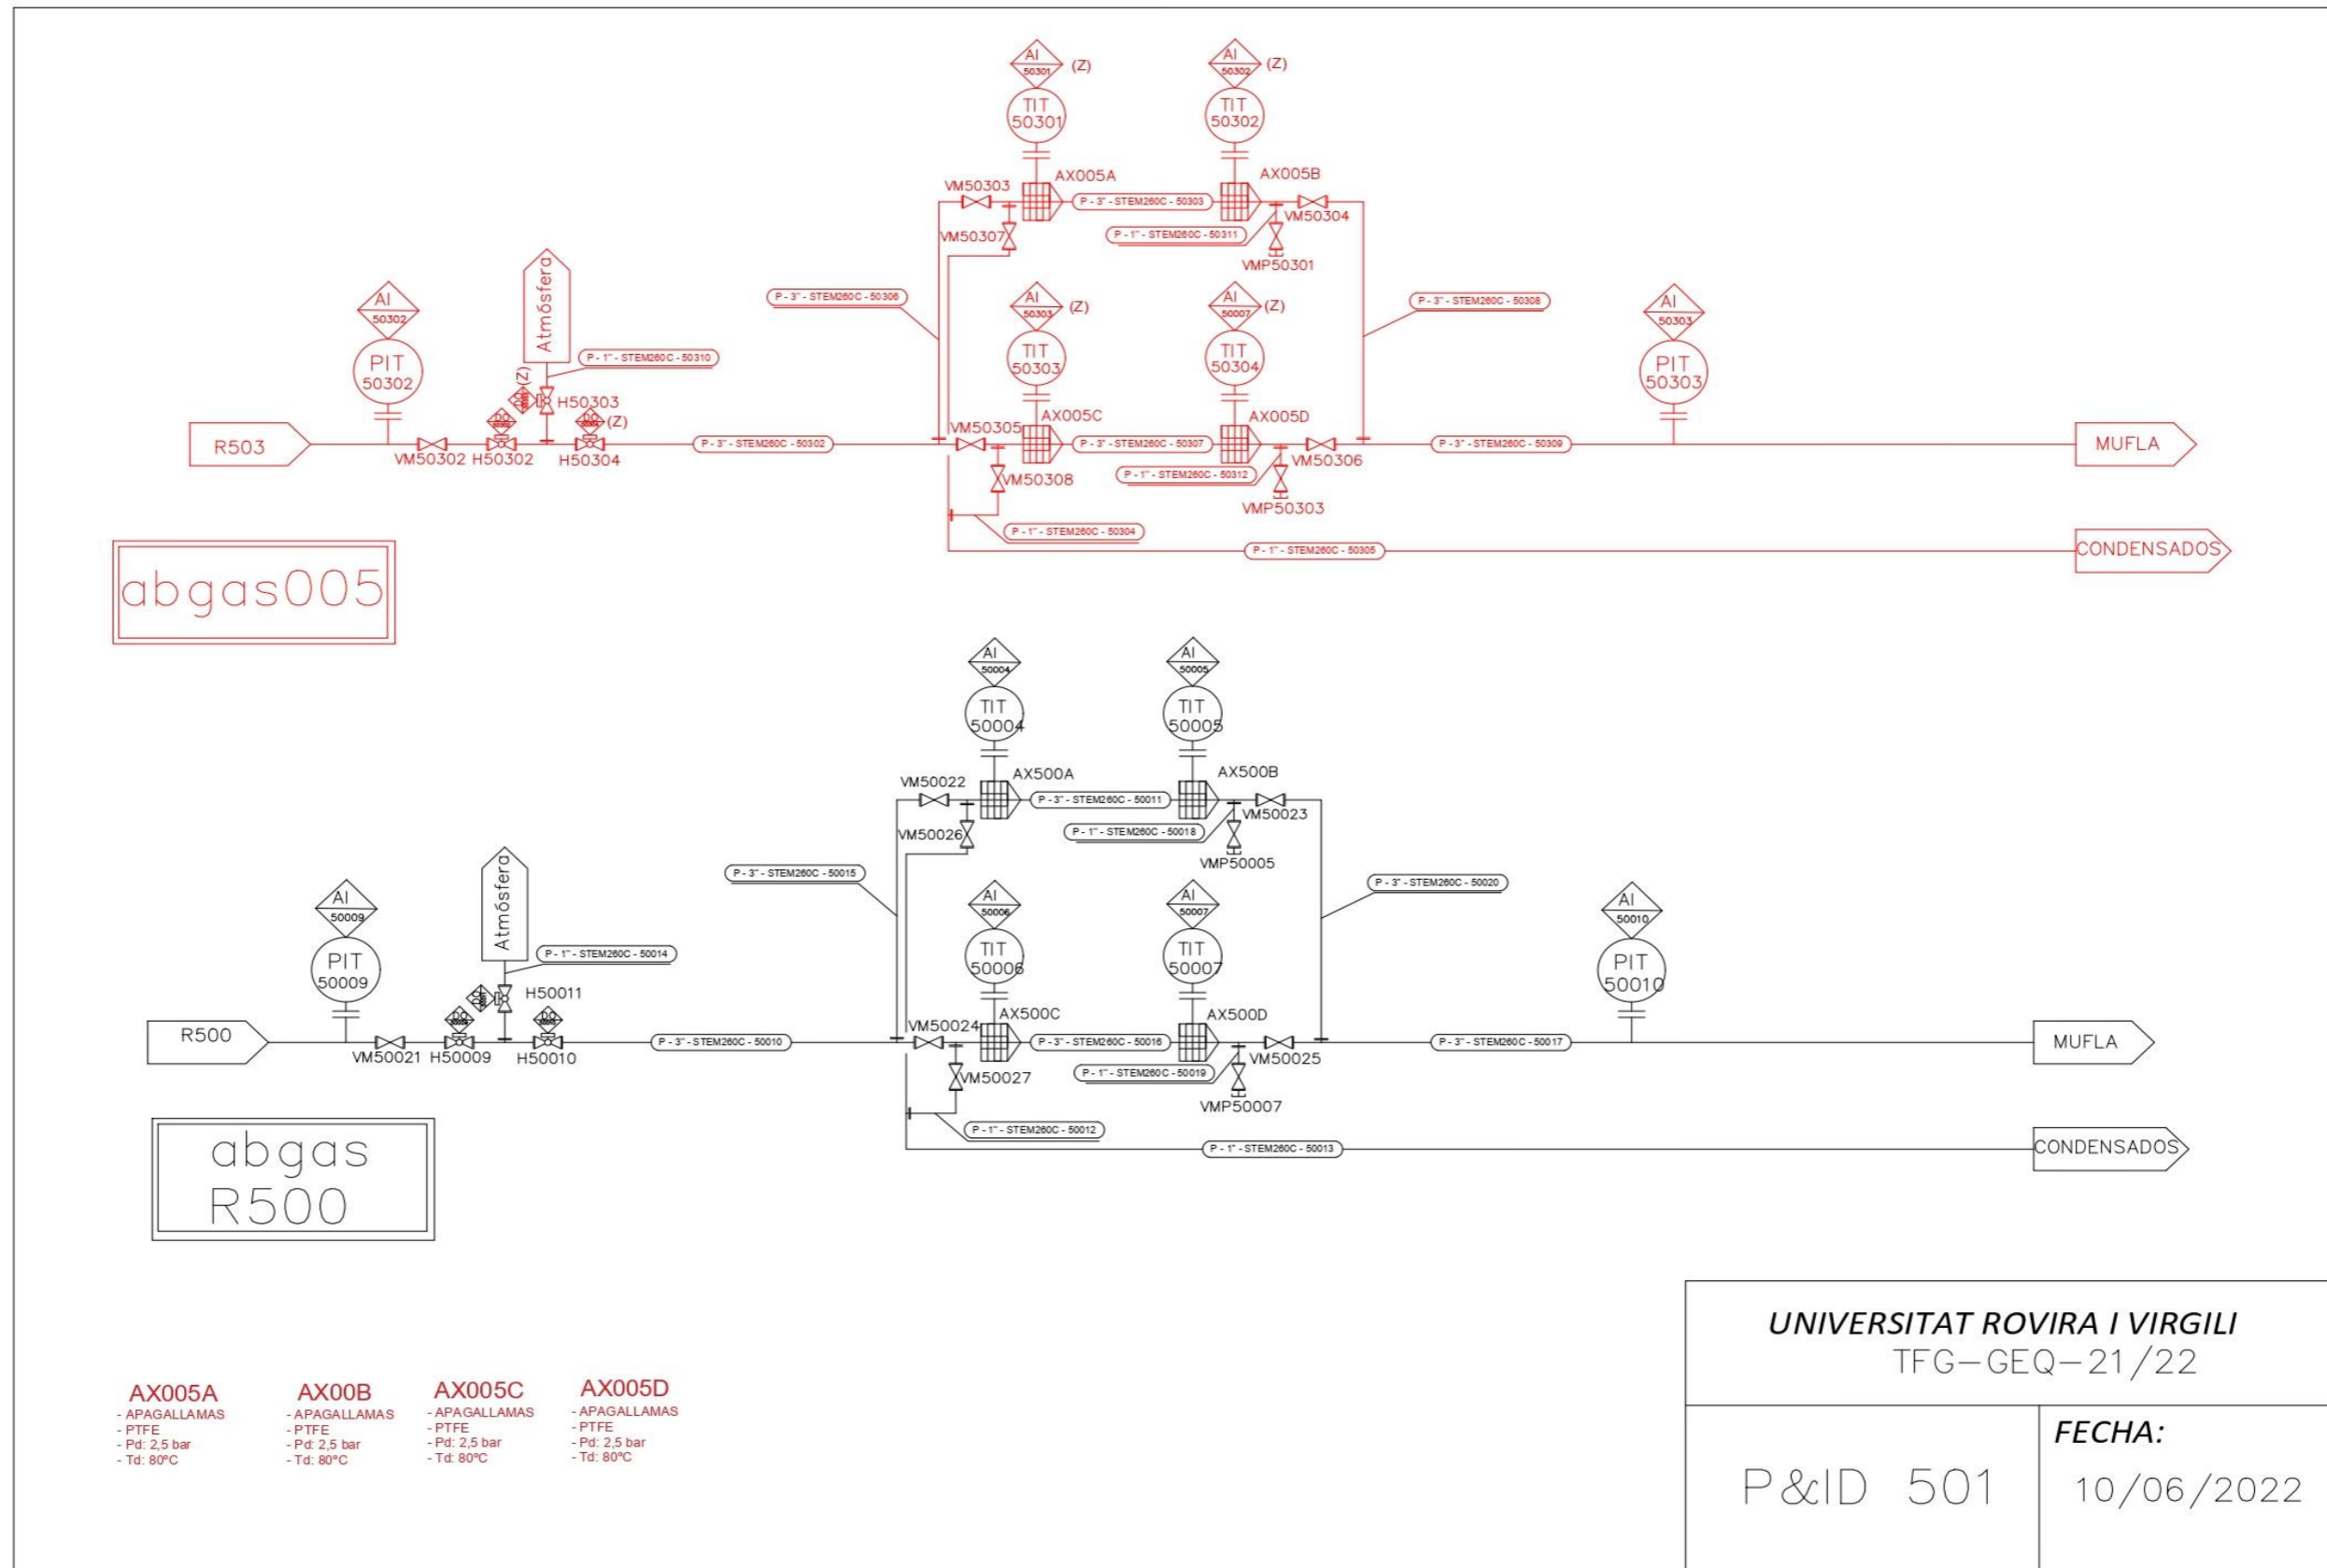 AI
50301
(Z)
TIT
50301
AI
50302
(Z)
TIT
50302
VM50303
AX005A
P - 3" - STEM260C - 50303
AX005B
VM50304
VM50307
P - 1" - STEM260C - 50311
VMP50301
AI
50302
PIT
50302
Atmósfera
P - 1" - STEM260C - 50310
(Z)
H50303
P - 3" - STEM260C - 50306
AI
50303
(Z)
TIT
50303
AI
50007
(Z)
TIT
50304
P - 3" - STEM260C - 50308
AI
50303
PIT
50303
R503
VM50302
DO
H50302
DO
(Z)
H50304
P - 3" - STEM260C - 50302
VM50305
AX005C
P - 3" - STEM260C - 50307
AX005D
VM50306
P - 3" - STEM260C - 50309
MUFLA
VM50308
P - 1" - STEM260C - 50312
VMP50303
P - 1" - STEM260C - 50304
P - 1" - STEM260C - 50305
CONDENSADOS
abgas005
AI
50004
TIT
50004
AI
50005
TIT
50005
VM50022
AX500A
P - 3" - STEM260C - 50011
AX500B
VM50023
VM50026
P - 1" - STEM260C - 50018
VMP50005
AI
50009
PIT
50009
Atmósfera
P - 1" - STEM260C - 50014
H50011
P - 3" - STEM260C - 50015
AI
50006
TIT
50006
AI
50007
TIT
50007
P - 3" - STEM260C - 50020
AI
50010
PIT
50010
R500
VM50021
DO
H50009
DO
H50010
P - 3" - STEM260C - 50010
VM50024
AX500C
P - 3" - STEM260C - 50016
AX500D
VM50025
P - 3" - STEM260C - 50017
MUFLA
VM50027
P - 1" - STEM260C - 50019
VMP50007
P - 1" - STEM260C - 50012
P - 1" - STEM260C - 50013
CONDENSADOS
abgas
R500
AX005A
- APAGALLAMAS
- PTFE
- Pd: 2,5 bar
- Td: 80ºC
AX00B
- APAGALLAMAS
- PTFE
- Pd: 2,5 bar
- Td: 80ºC
AX005C
- APAGALLAMAS
- PTFE
- Pd: 2,5 bar
- Td: 80ºC
AX005D
- APAGALLAMAS
- PTFE
- Pd: 2,5 bar
- Td: 80ºC
UNIVERSITAT ROVIRA I VIRGILI
TFG-GEQ-21/22
P&ID 501
FECHA:
10/06/2022